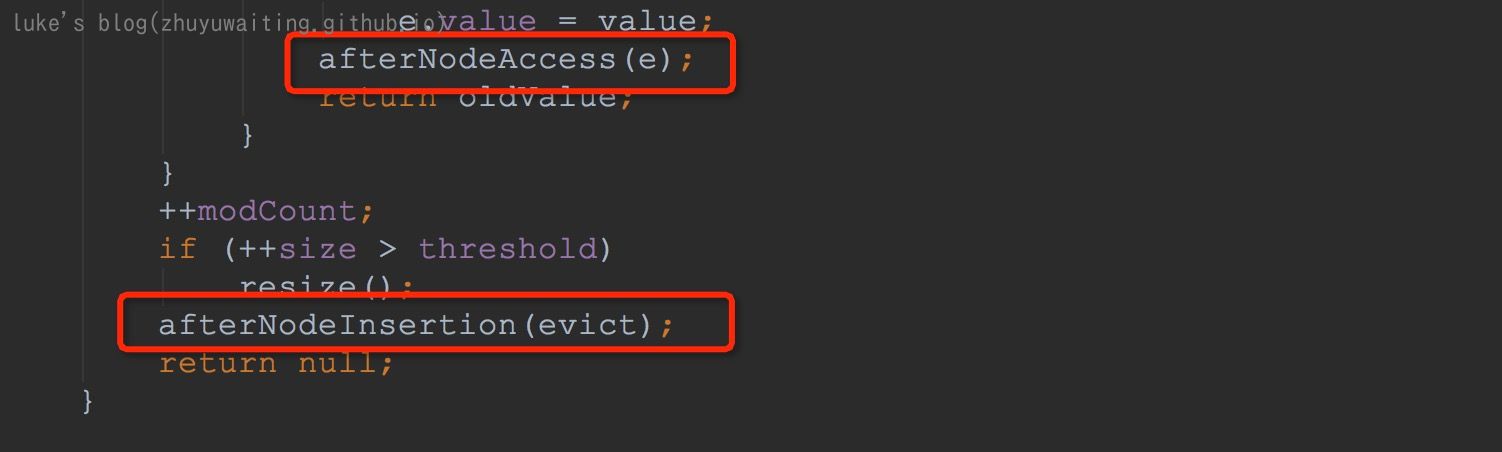 luke's blog(zhuyuwaiting.github.io)
e.value = value;
afterNodeAccess(e);
return oldValue;
}
}
++modCount;
if (++size > threshold)
resize();
afterNodeInsertion(evict);
return null;
}